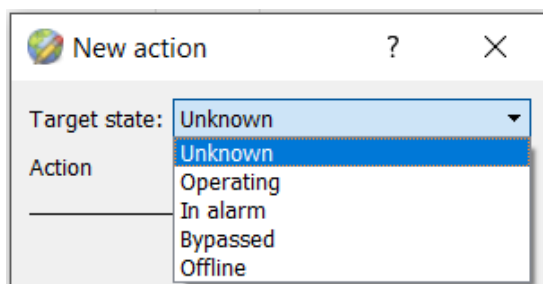 New action ?
Target state: Unknown
Unknown
Action
Operating
In alarm
Bypassed
Offline